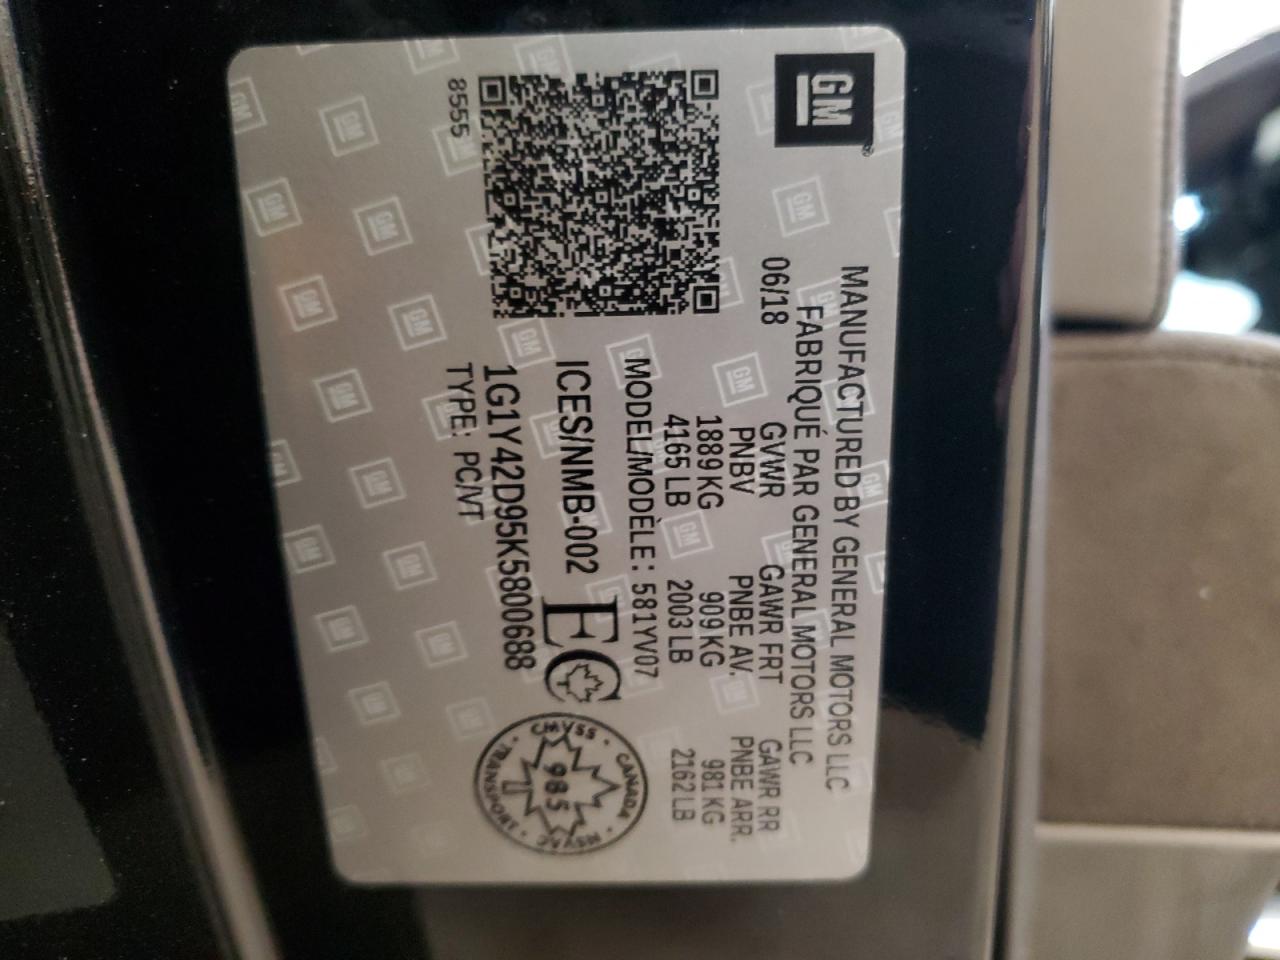 GM
MANUFACTURED BY GENERAL MOTORS LLC
FABRIQUÉ PAR GENERAL MOTORS LLC
06/18 GVWR GAWR FRT GAWR RR
PNBV PNBE AV. PNBE ARR.
1889 KG 909 KG 981 KG
4165 LB 2003 LB 2162 LB
MODEL/MODÈLE: 581YV07
ICES/NMB-002 EC
1G1Y42D95K5800688
TYPE: PC/VT
8555
CMVSS · CANADA · NSVAC · TRANSPORT ·
985